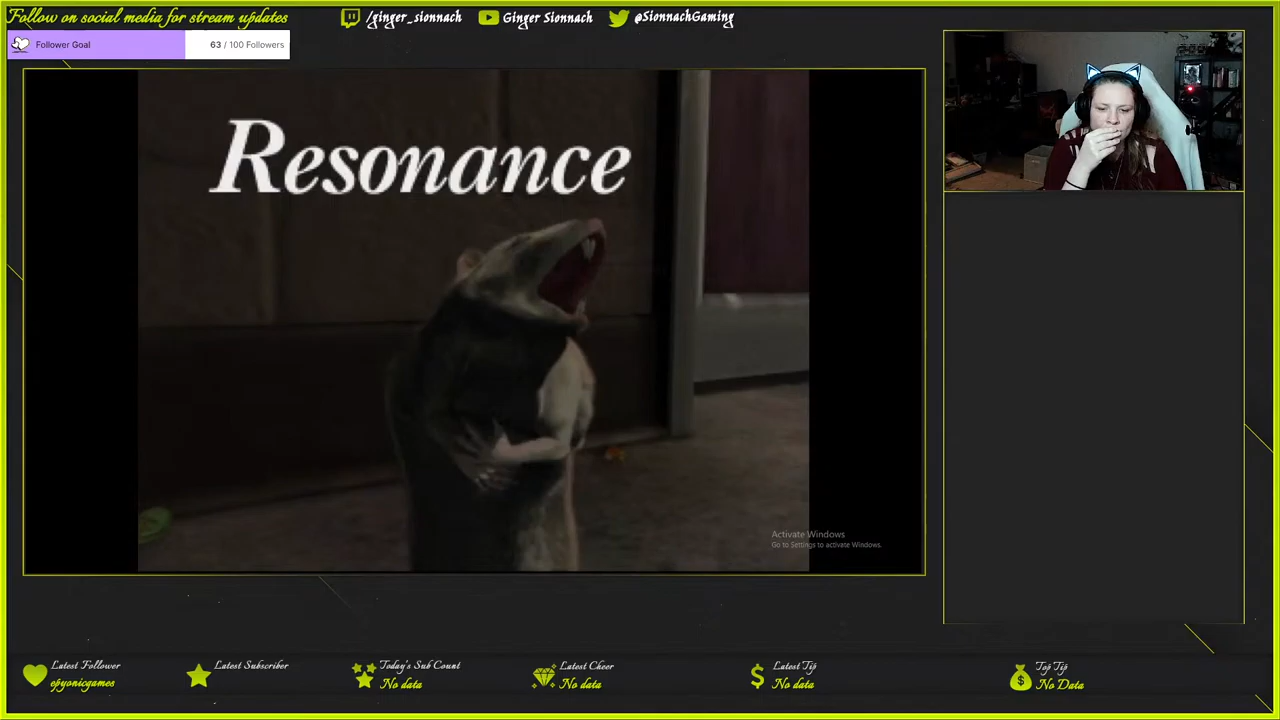 Follow on social media for stream updates
/ginger_sionnach
Ginger Sionnach
@SionnachGaming
Follower Goal
63 / 100 Followers
Resonance
Activate Windows
Go to Settings to activate Windows.
Latest Follower
epyonicgames
Latest Subscriber
Today's Sub Count
No data
Latest Cheer
No data
Latest Tip
No data
Top Tip
No Data